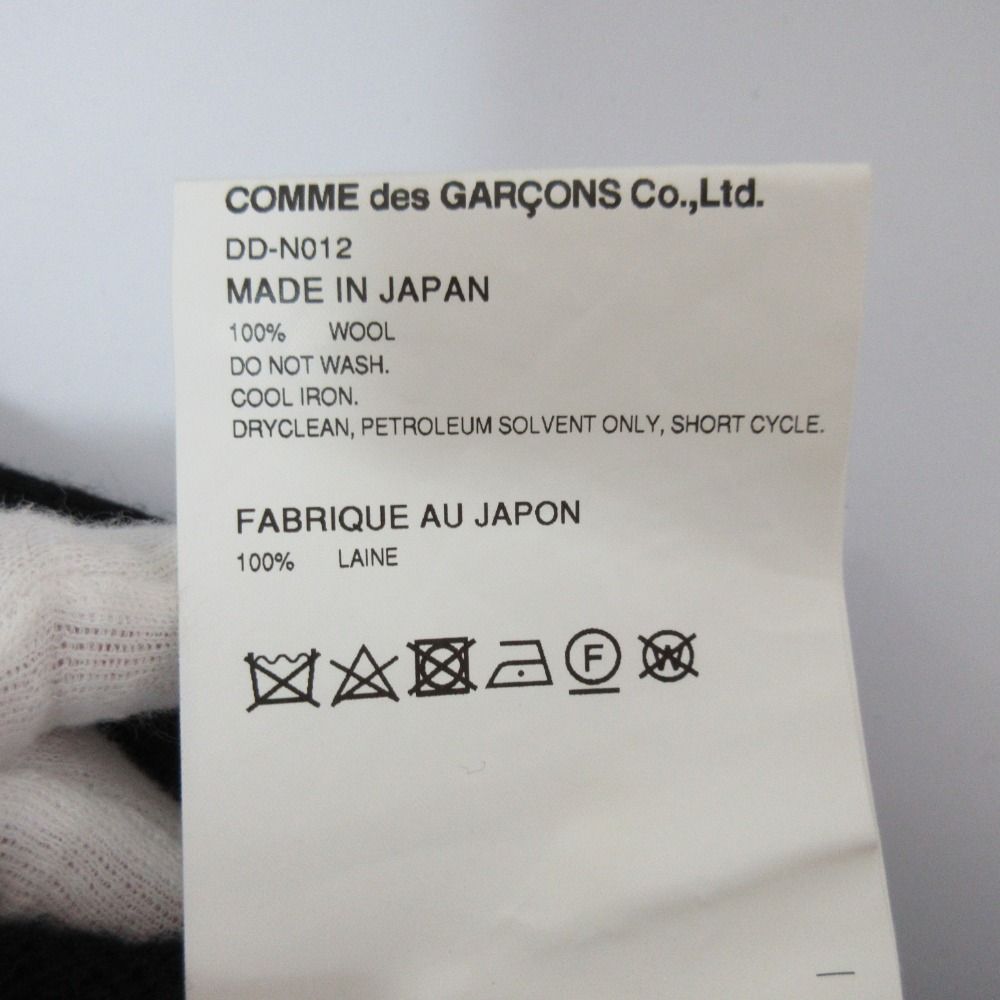 COMME des GARÇONS Co.,Ltd.
DD-N012
MADE IN JAPAN
100% WOOL
DO NOT WASH.
COOL IRON.
DRYCLEAN, PETROLEUM SOLVENT ONLY, SHORT CYCLE.
FABRIQUE AU JAPON
100% LAINE
F W